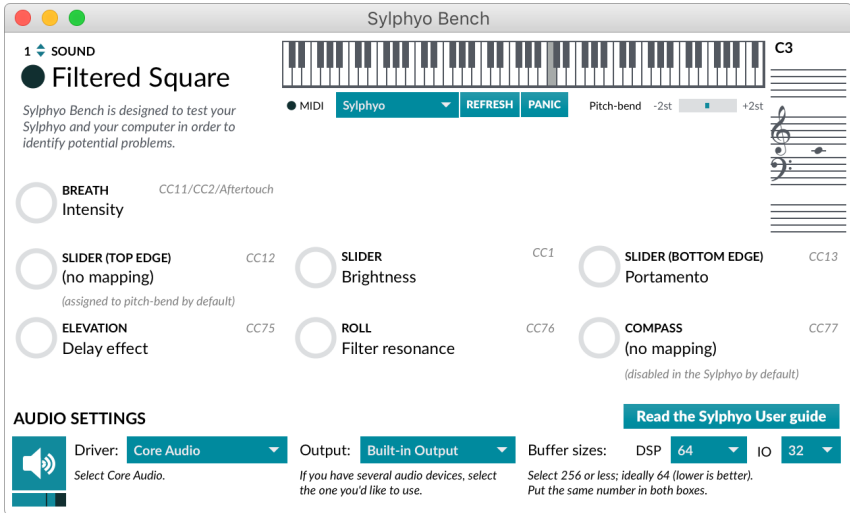 Sylphyo Bench
1 SOUND
Filtered Square
Sylphyo Bench is designed to test your
Sylphyo and your computer in order to
identify potential problems.
C3
MIDI Sylphyo REFRESH PANIC Pitch-bend -2st +2st
BREATH CC11/CC2/Aftertouch
Intensity
SLIDER (TOP EDGE) CC12
(no mapping)
(assigned to pitch-bend by default)
SLIDER CC1
Brightness
SLIDER (BOTTOM EDGE) CC13
Portamento
ELEVATION CC75
Delay effect
ROLL CC76
Filter resonance
COMPASS CC77
(no mapping)
(disabled in the Sylphyo by default)
AUDIO SETTINGS
Read the Sylphyo User guide
Driver: Core Audio
Select Core Audio.
Output: Built-in Output
If you have several audio devices, select
the one you'd like to use.
Buffer sizes: DSP 64 IO 32
Select 256 or less; ideally 64 (lower is better).
Put the same number in both boxes.